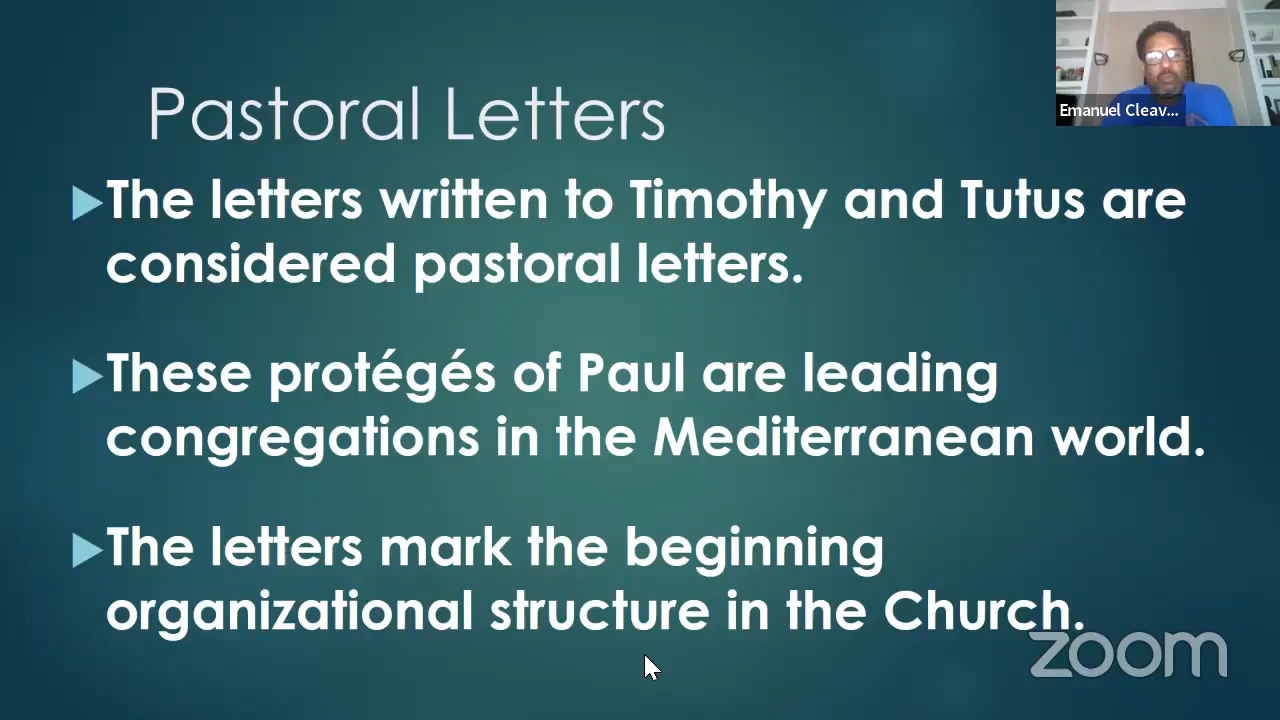 Pastoral Letters
The letters written to Timothy and Tutus are
considered pastoral letters.
These protégés of Paul are leading
congregations in the Mediterranean world.
The letters mark the beginning
organizational structure in the Church.
Emanuel Cleav...
zoom